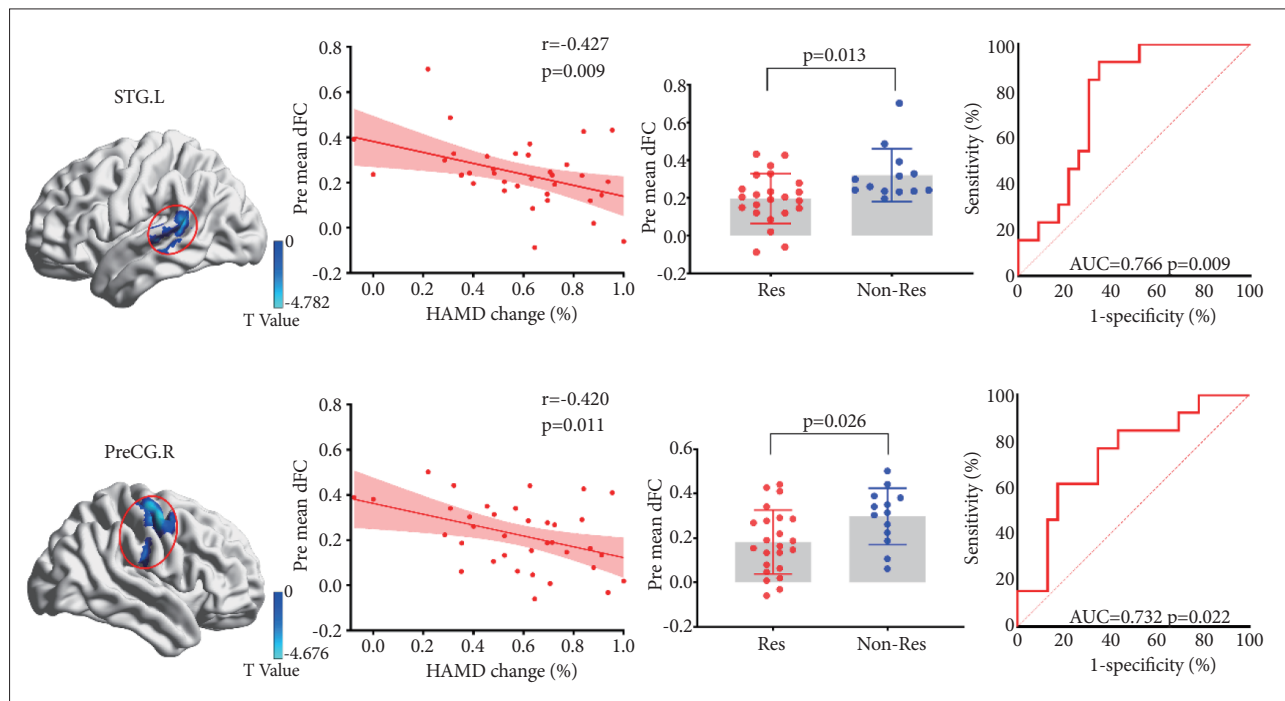 STG.L
0
-4.782
T Value
r=-0.427
p=0.009
Pre mean dFC
0.8
0.6
0.4
0.2
0.0
-0.2
0.0 0.2 0.4 0.6 0.8 1.0
HAMD change (%)
p=0.013
Pre mean dFC
0.8
0.6
0.4
0.2
0.0
-0.2
Res Non-Res
Sensitivity (%)
100
80
60
40
20
0
AUC=0.766 p=0.009
0 20 40 60 80 100
1-specificity (%)
PreCG.R
0
-4.676
T Value
r=-0.420
p=0.011
Pre mean dFC
0.8
0.6
0.4
0.2
0.0
-0.2
0.0 0.2 0.4 0.6 0.8 1.0
HAMD change (%)
p=0.026
Pre mean dFC
0.6
0.4
0.2
0.0
-0.2
Res Non-Res
Sensitivity (%)
100
80
60
40
20
0
AUC=0.732 p=0.022
0 20 40 60 80 100
1-specificity (%)